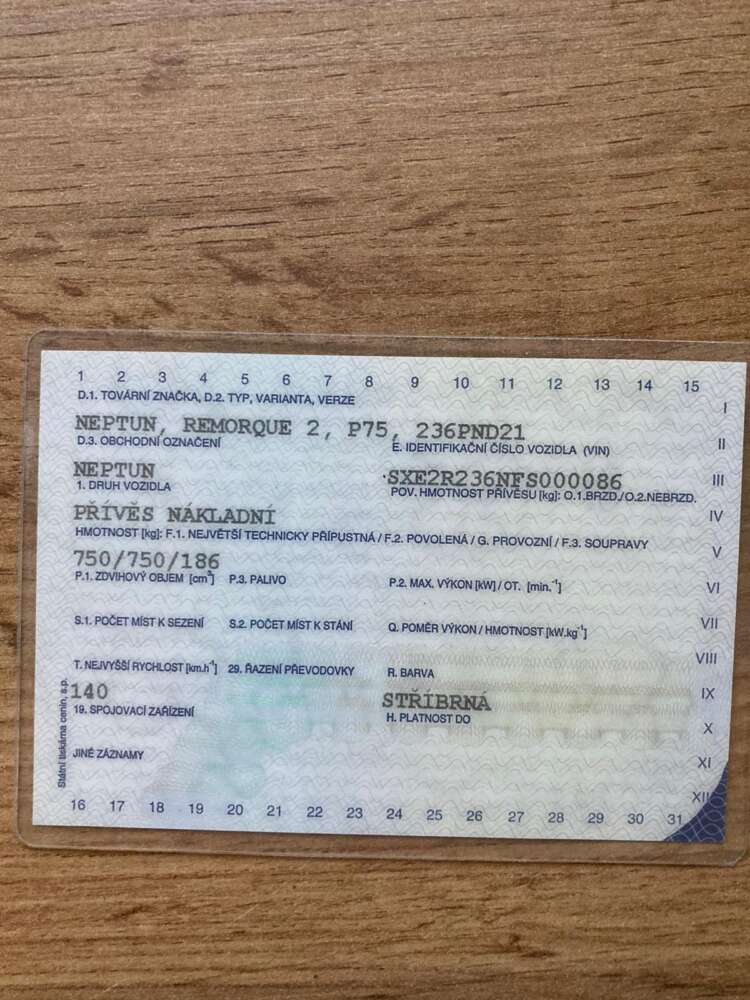 1 2 3 4 5 6 7 8 9 10 11 12 13 14 15
D.1. TOVÁRNÍ ZNAČKA, D.2. TYP, VARIANTA, VERZE
I
NEPTUN, REMORQUE 2, P75, 236PND21
D.3. OBCHODNÍ OZNAČENÍ
E. IDENTIFIKAČNÍ ČÍSLO VOZIDLA (VIN)
II
NEPTUN
SXE2R236NFS000086
III
1. DRUH VOZIDLA
POV. HMOTNOST PŘÍVĚSU [kg]: O.1.BRZD./O.2.NEBRZD.
PŘÍVĚS NÁKLADNÍ
IV
HMOTNOST [kg]: F.1. NEJVĚTŠÍ TECHNICKY PŘÍPUSTNÁ / F.2. POVOLENÁ / G. PROVOZNÍ / F.3. SOUPRAVY
V
750/750/186
P.1. ZDVIHOVÝ OBJEM [cm³] P.3. PALIVO P.2. MAX. VÝKON [kW] / OT. [min.⁻¹]
VI
S.1. POČET MÍST K SEZENÍ S.2. POČET MÍST K STÁNÍ Q. POMĚR VÝKON / HMOTNOST [kW.kg⁻¹]
VII
VIII
T. NEJVYŠŠÍ RYCHLOST [km.h⁻¹] 29. ŘAZENÍ PŘEVODOVKY R. BARVA
140 STŘÍBRNÁ
IX
19. SPOJOVACÍ ZAŘÍZENÍ H. PLATNOST DO
X
JINÉ ZÁZNAMY
XI
XII
16 17 18 19 20 21 22 23 24 25 26 27 28 29 30 31
Státní tiskárna cenin, s.p.